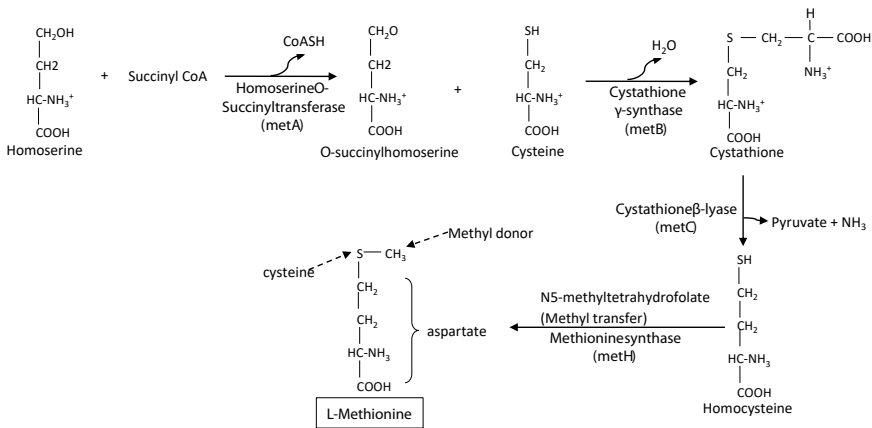 CH₂OH
CH2
HC-NH₃⁺
COOH
Homoserine
+
Succinyl CoA
CoASH
HomoserineO-
Succinyltransferase
(metA)
CH₂O
CH2
HC-NH₃⁺
COOH
O-succinylhomoserine
+
SH
CH₂
HC-NH₃⁺
COOH
Cysteine
H₂O
Cystathione
γ-synthase
(metB)
H
S — CH₂ — C — COOH
NH₃⁺
CH₂
HC-NH₃⁺
COOH
Cystathione
Cystathioneβ-lyase
(metC)
Pyruvate + NH₃
SH
CH₂
CH₂
HC-NH₃
COOH
Homocysteine
N5-methyltetrahydrofolate
(Methyl transfer)
Methioninesynthase
(metH)
Methyl donor
S — CH₃
cysteine
CH₂
CH₂
aspartate
HC-NH₃
COOH
L-Methionine